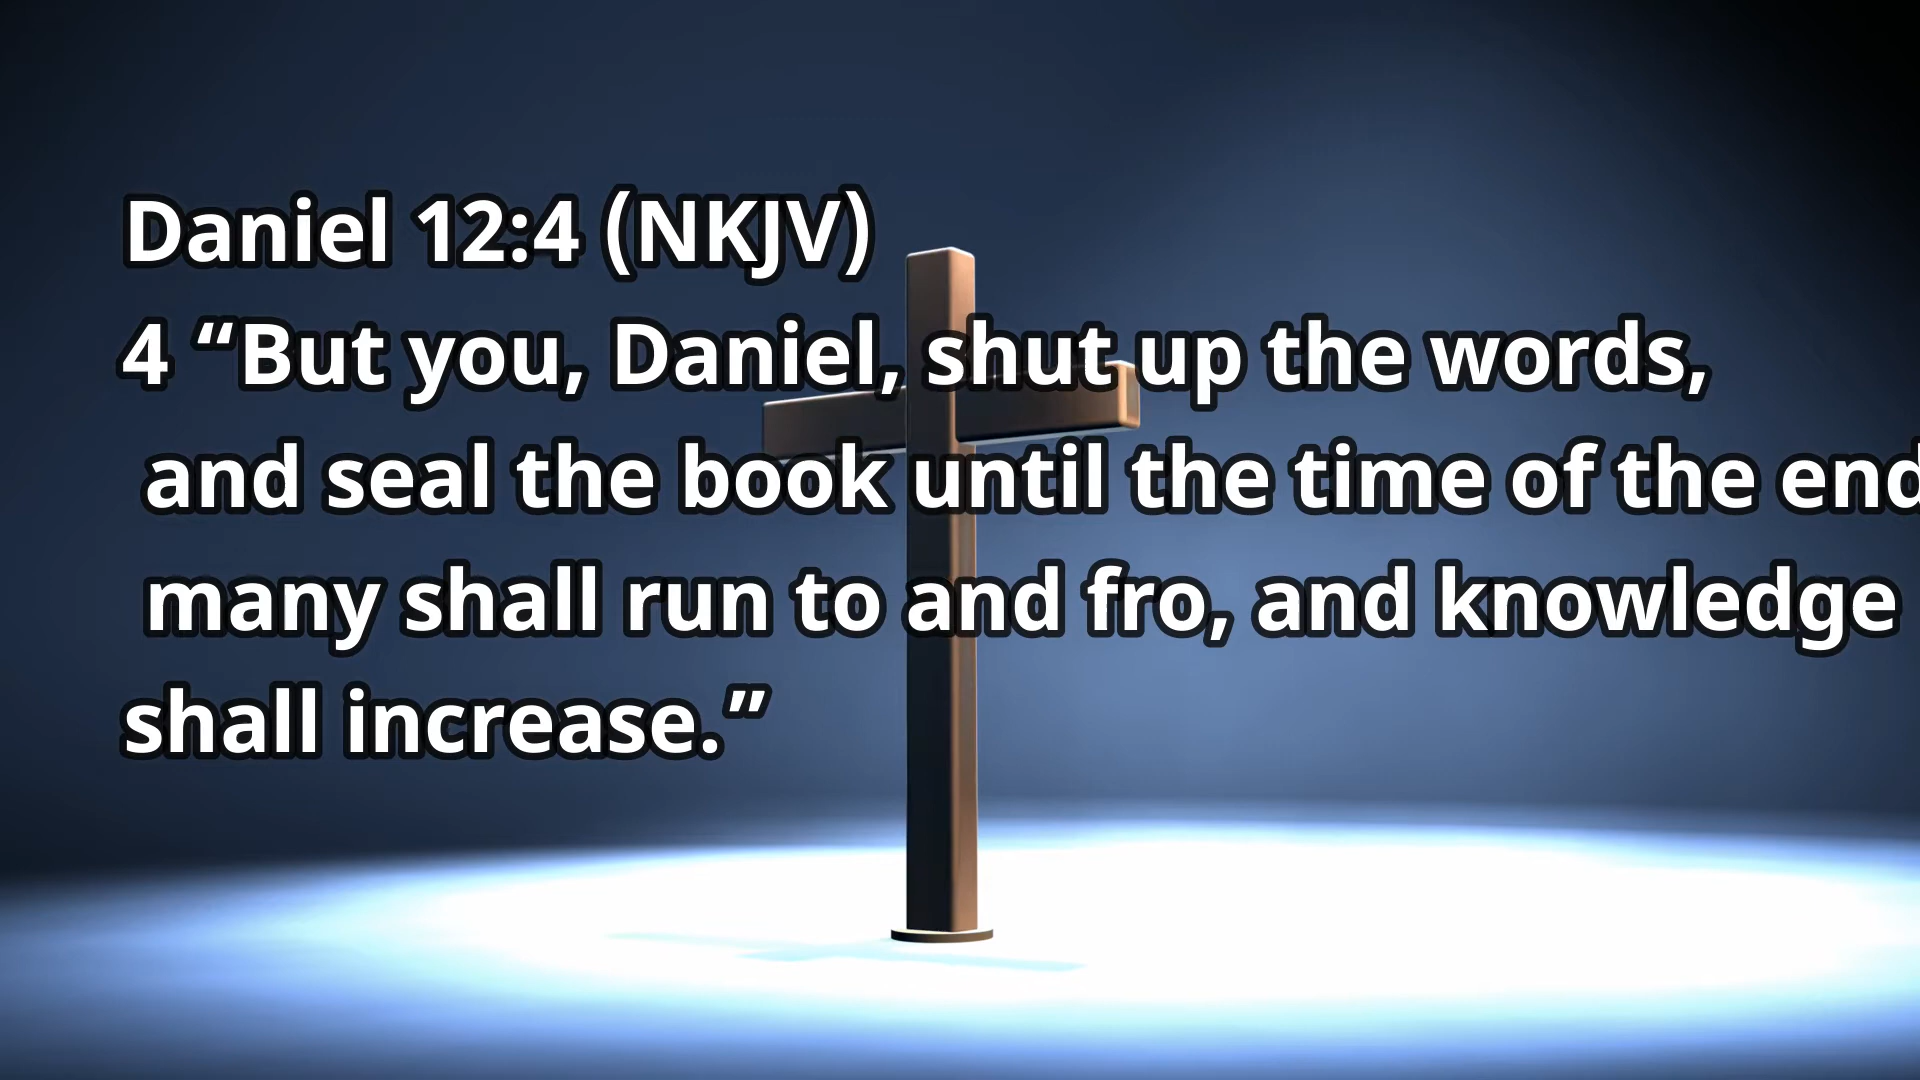 Daniel 12:4 (NKJV)
4 “But you, Daniel, shut up the words,
and seal the book until the time of the end
many shall run to and fro, and knowledge
shall increase.”